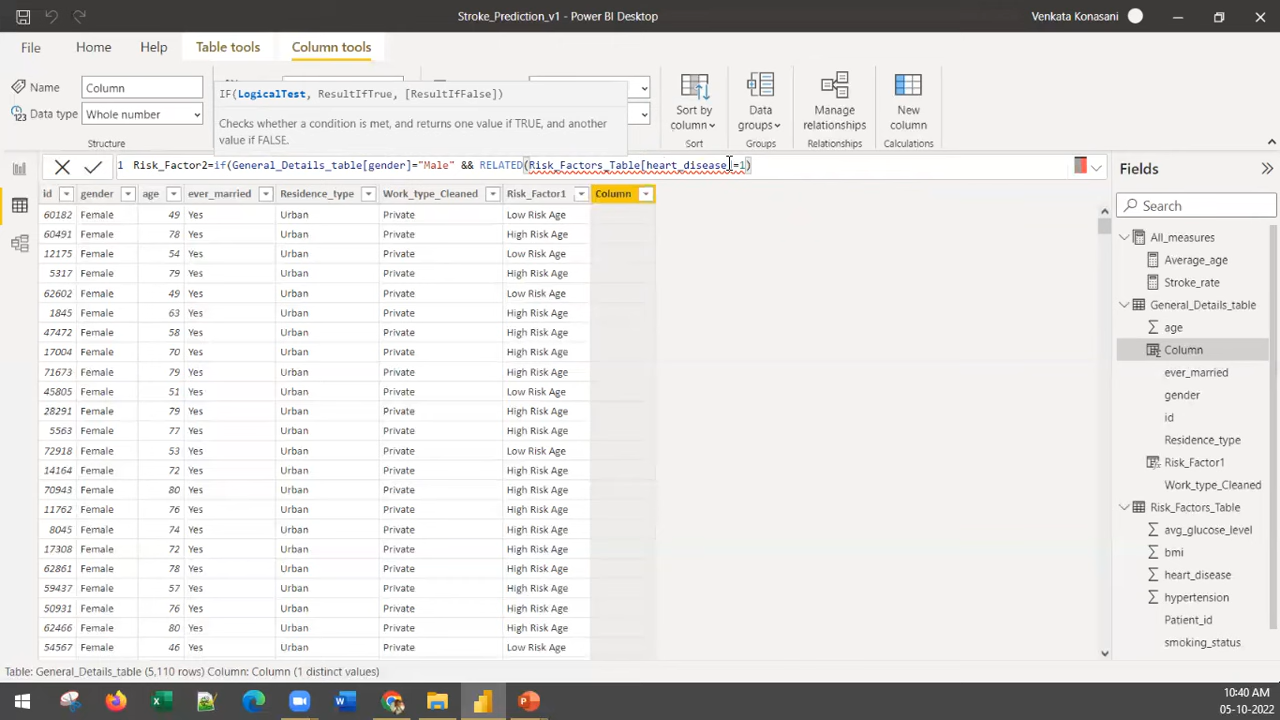 Stroke_Prediction_v1 - Power BI Desktop
Venkata Konasani
File
Home
Help
Table tools
Column tools
Name
Column
Data type
Whole number
Structure
IF(LogicalTest, ResultIfTrue, [ResultIfFalse])
Checks whether a condition is met, and returns one value if TRUE, and another
value if FALSE.
Sort by
column
Sort
Data
groups
Groups
Manage
relationships
Relationships
New
column
Calculations
1 Risk_Factor2=if(General_Details_table[gender]="Male" && RELATED(Risk_Factors_Table[heart_disease]=1)
id gender age ever_married Residence_type Work_type_Cleaned Risk_Factor1 Column
60182 Female 49 Yes Urban Private Low Risk Age
60491 Female 78 Yes Urban Private High Risk Age
12175 Female 54 Yes Urban Private Low Risk Age
5317 Female 79 Yes Urban Private High Risk Age
62602 Female 49 Yes Urban Private Low Risk Age
1845 Female 63 Yes Urban Private High Risk Age
47472 Female 58 Yes Urban Private High Risk Age
17004 Female 70 Yes Urban Private High Risk Age
71673 Female 79 Yes Urban Private High Risk Age
45805 Female 51 Yes Urban Private Low Risk Age
28291 Female 79 Yes Urban Private High Risk Age
5563 Female 77 Yes Urban Private High Risk Age
72918 Female 53 Yes Urban Private Low Risk Age
14164 Female 72 Yes Urban Private High Risk Age
70943 Female 80 Yes Urban Private High Risk Age
11762 Female 76 Yes Urban Private High Risk Age
8045 Female 74 Yes Urban Private High Risk Age
17308 Female 72 Yes Urban Private High Risk Age
62861 Female 78 Yes Urban Private High Risk Age
59437 Female 57 Yes Urban Private High Risk Age
50931 Female 76 Yes Urban Private High Risk Age
62466 Female 80 Yes Urban Private High Risk Age
54567 Female 46 Yes Urban Private Low Risk Age
Fields
Search
All_measures
Average_age
Stroke_rate
General_Details_table
age
Column
ever_married
gender
id
Residence_type
Risk_Factor1
Work_type_Cleaned
Risk_Factors_Table
avg_glucose_level
bmi
heart_disease
hypertension
Patient_id
smoking_status
Table: General_Details_table (5,110 rows) Column: Column (1 distinct values)
10:40 AM
05-10-2022